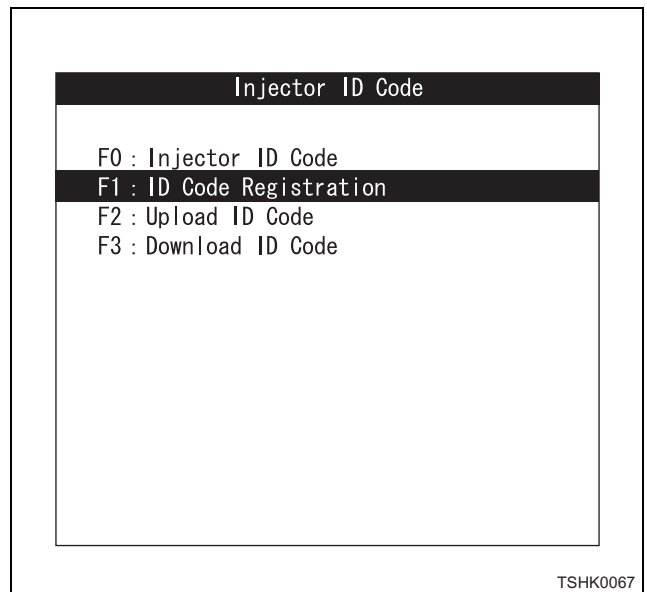 Injector ID Code
F0 : Injector ID Code
F1 : ID Code Registration
F2 : Upload ID Code
F3 : Download ID Code
TSHK0067